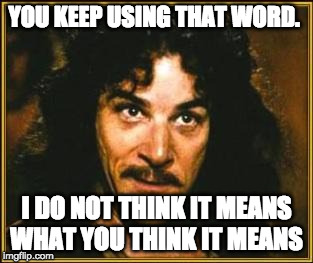 YOU KEEP USING THAT WORD.
I DO NOT THINK IT MEANS
WHAT YOU THINK IT MEANS
imgflip.com